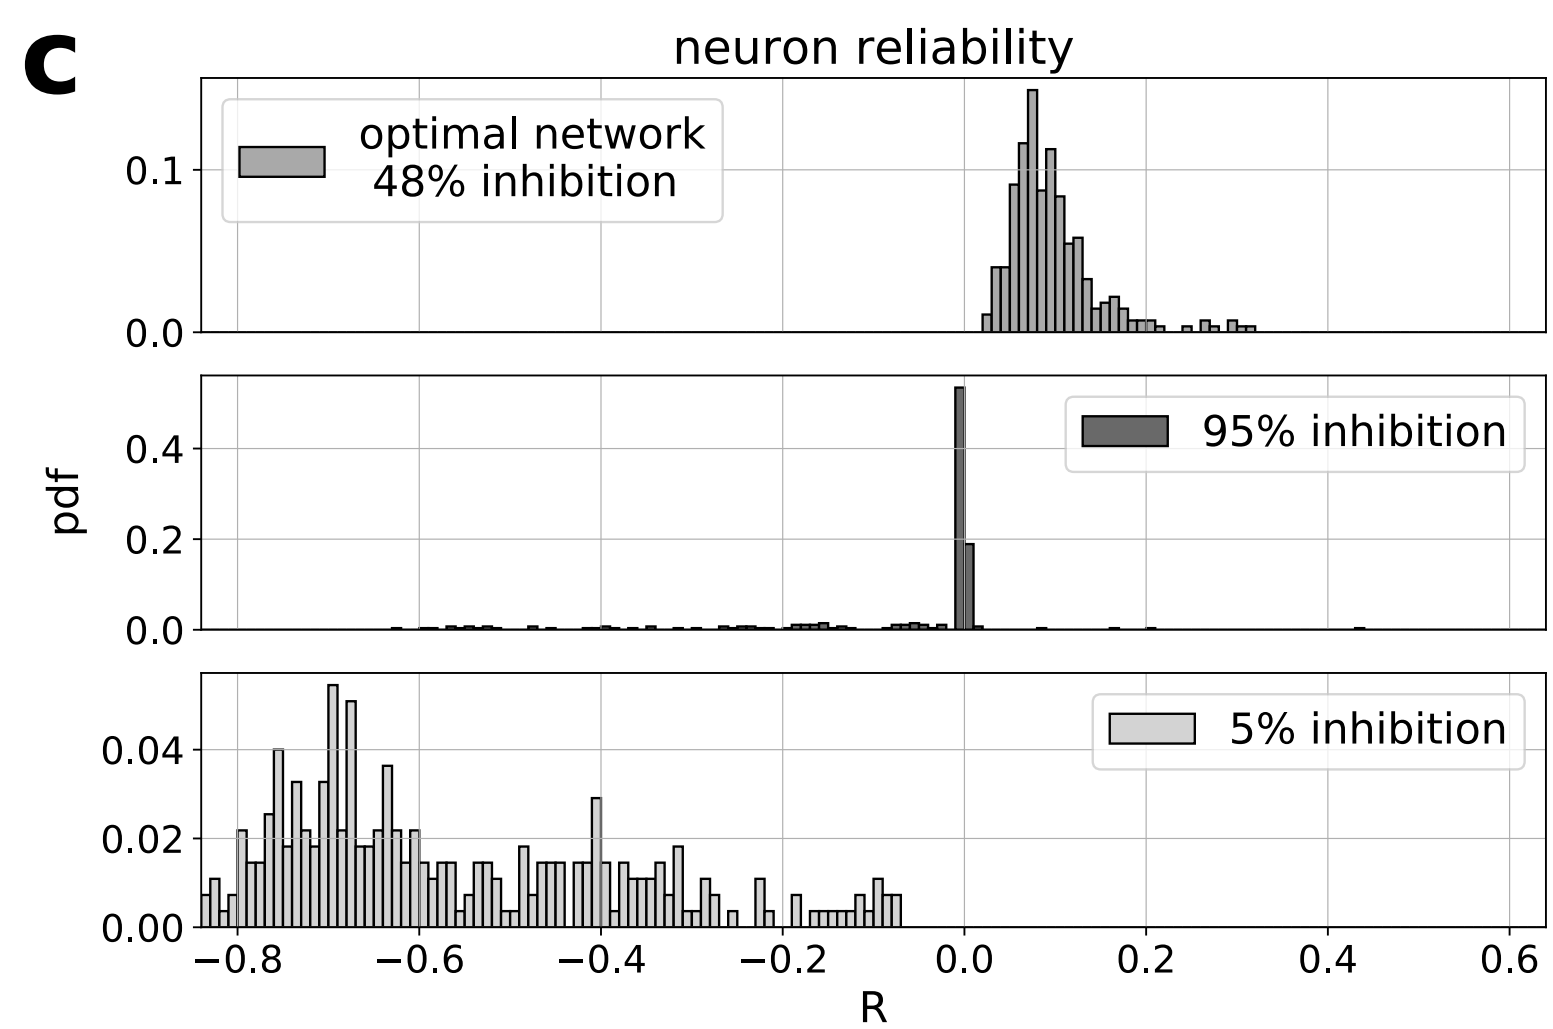 c
neuron reliability
optimal network
48% inhibition
0.1
0.0
95% inhibition
0.4
0.2
0.0
pdf
5% inhibition
0.04
0.02
0.00
−0.8 −0.6 −0.4 −0.2 0.0 0.2 0.4 0.6
R